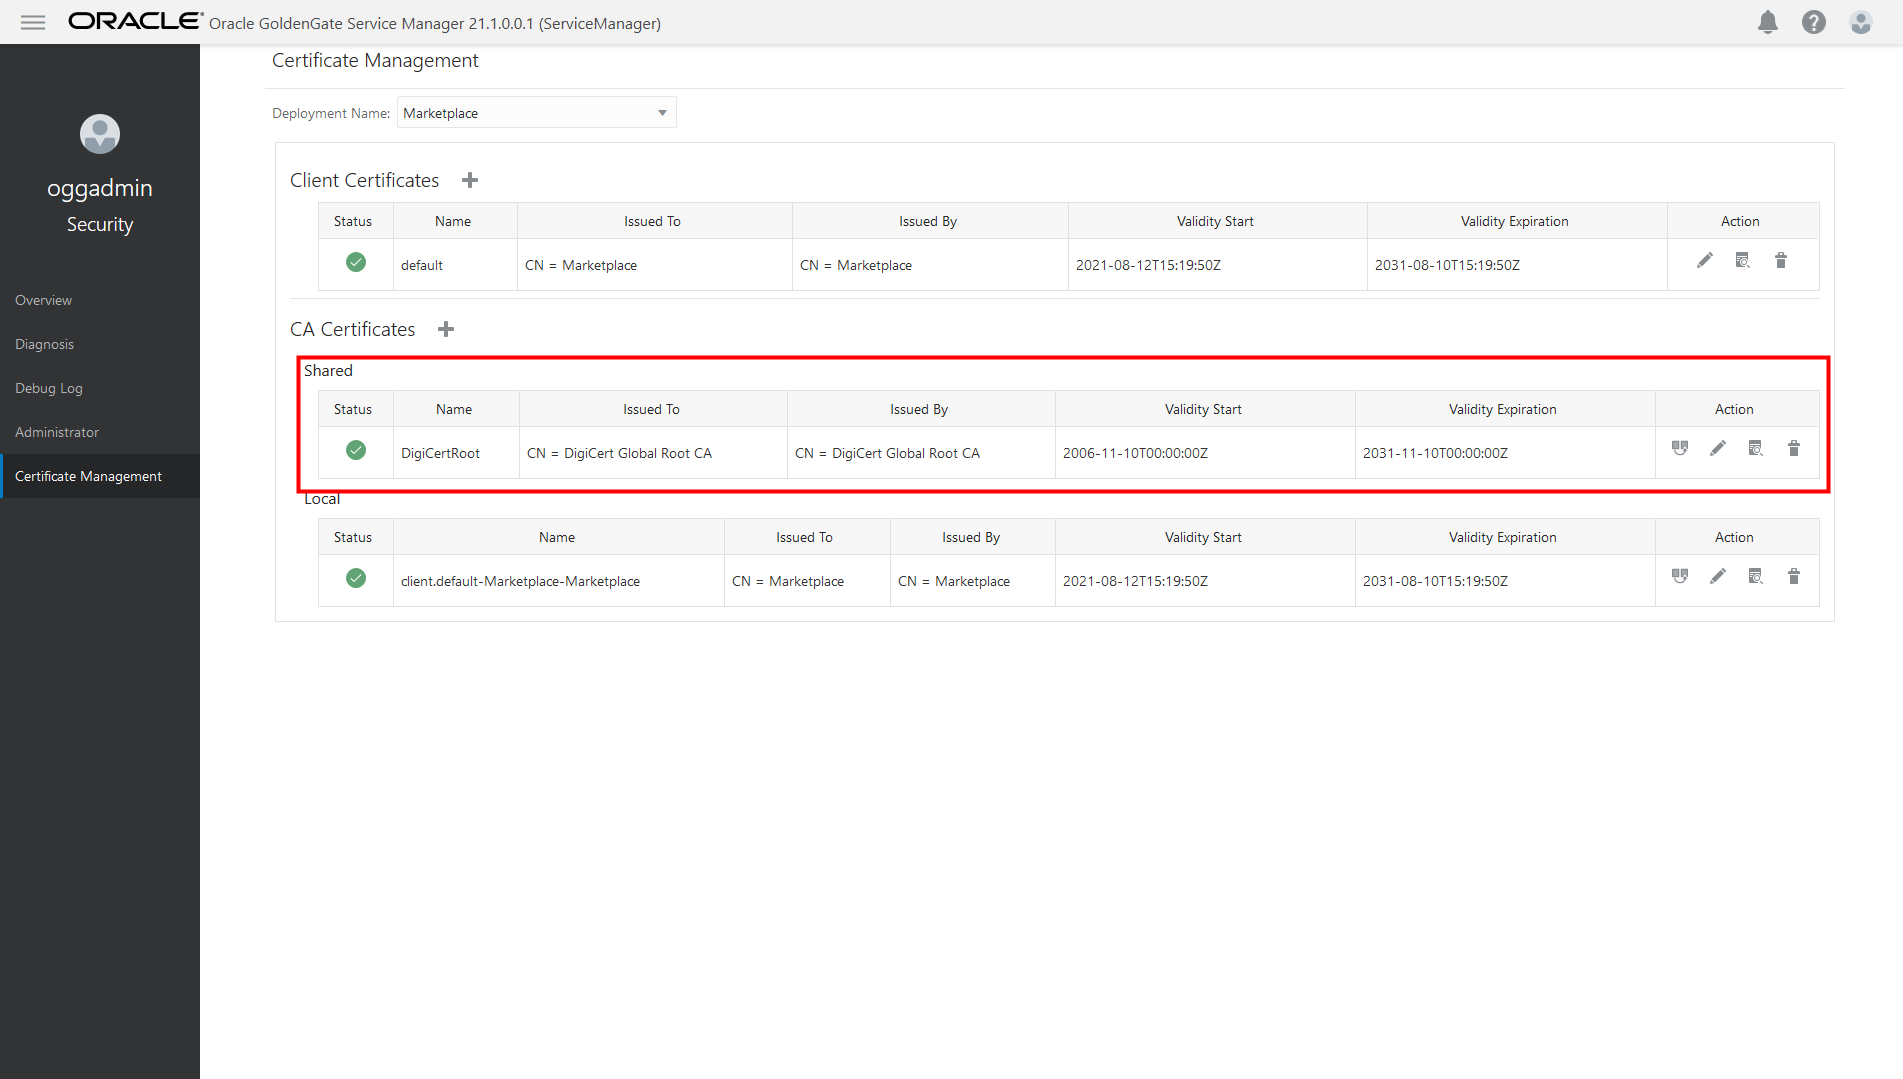 ORACLE Oracle GoldenGate Service Manager 21.1.0.0.1 (ServiceManager)
oggadmin
Security
Overview
Diagnosis
Debug Log
Administrator
Certificate Management
Certificate Management
Deployment Name: Marketplace
Client Certificates
Status Name Issued To Issued By Validity Start Validity Expiration Action
default CN = Marketplace CN = Marketplace 2021-08-12T15:19:50Z 2031-08-10T15:19:50Z
CA Certificates
Shared
Status Name Issued To Issued By Validity Start Validity Expiration Action
DigiCertRoot CN = DigiCert Global Root CA CN = DigiCert Global Root CA 2006-11-10T00:00:00Z 2031-11-10T00:00:00Z
Local
Status Name Issued To Issued By Validity Start Validity Expiration Action
client.default-Marketplace-Marketplace CN = Marketplace CN = Marketplace 2021-08-12T15:19:50Z 2031-08-10T15:19:50Z